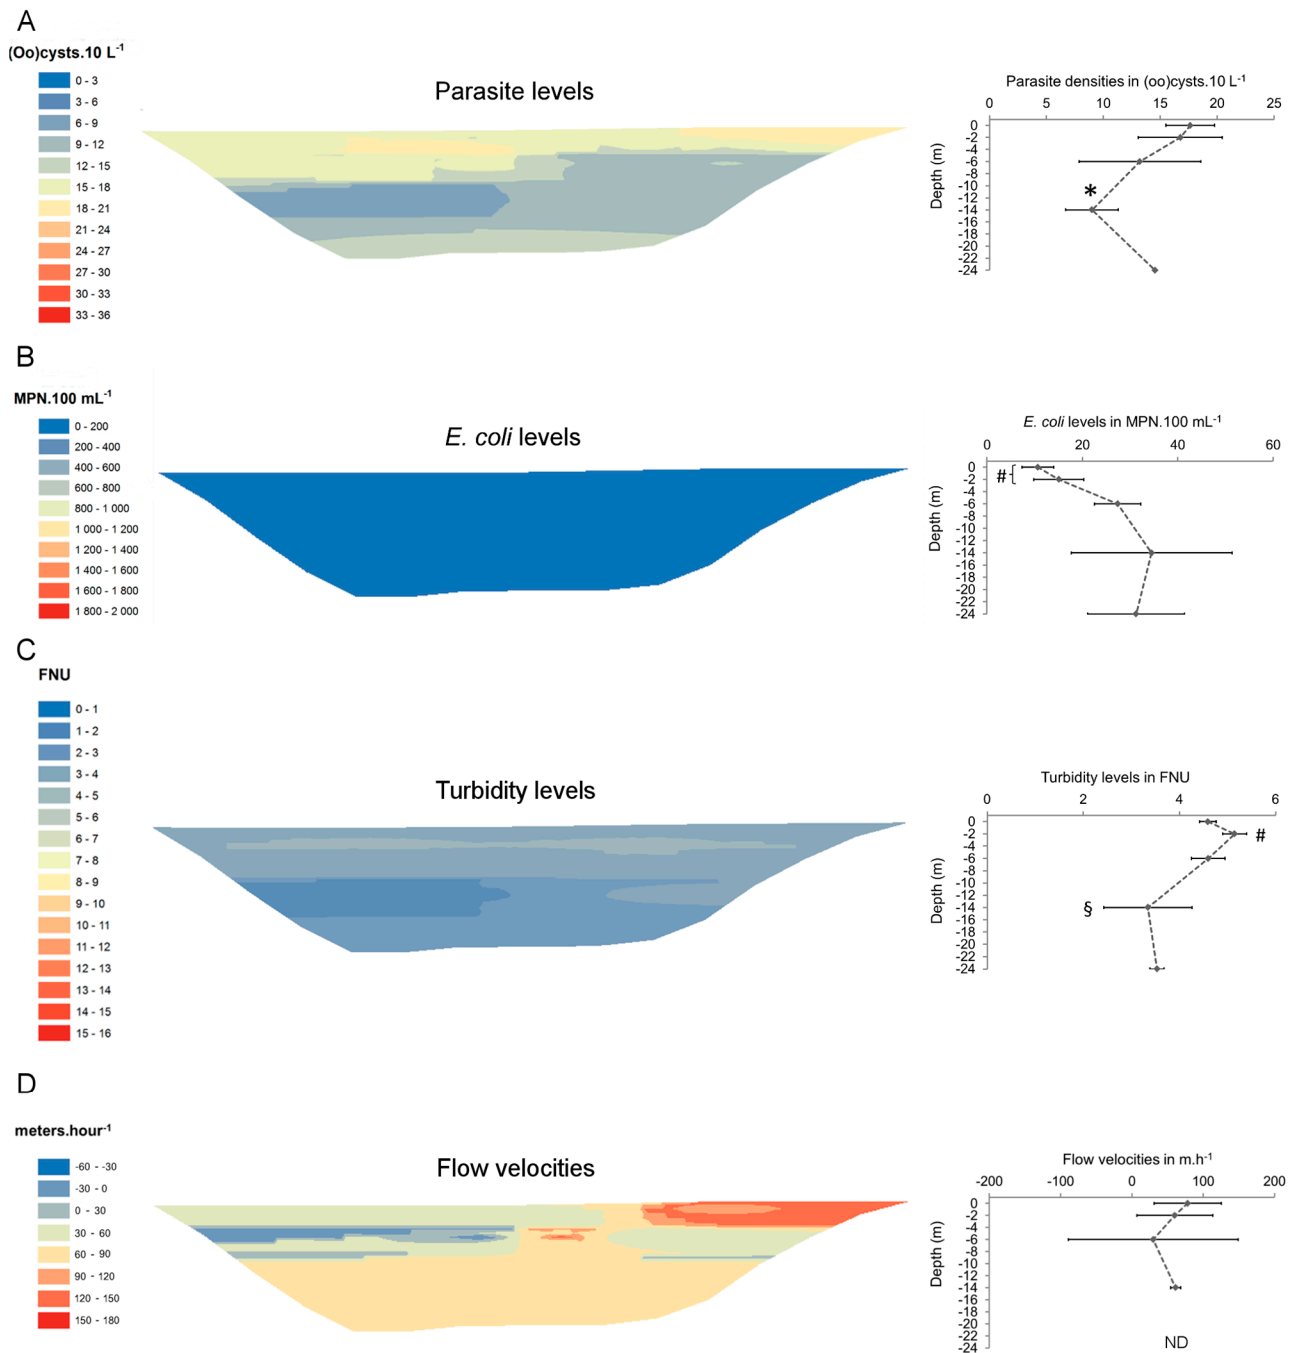 A
(Oo)cysts.10 L-1
0 - 3
3 - 6
6 - 9
9 - 12
12 - 15
15 - 18
18 - 21
21 - 24
24 - 27
27 - 30
30 - 33
33 - 36
Parasite levels
Parasite densities in (oo)cysts.10 L-1
0 5 10 15 20 25
Depth (m)
0
-2
-4
-6
-8
-10
-12
-14
-16
-18
-20
-22
-24
*
B
MPN.100 mL-1
0 - 200
200 - 400
400 - 600
600 - 800
800 - 1 000
1 000 - 1 200
1 200 - 1 400
1 400 - 1 600
1 600 - 1 800
1 800 - 2 000
E. coli levels
E. coli levels in MPN.100 mL-1
0 20 40 60
Depth (m)
0
-2
-4
-6
-8
-10
-12
-14
-16
-18
-20
-22
-24
#
C
FNU
0 - 1
1 - 2
2 - 3
3 - 4
4 - 5
5 - 6
6 - 7
7 - 8
8 - 9
9 - 10
10 - 11
11 - 12
12 - 13
13 - 14
14 - 15
15 - 16
Turbidity levels
Turbidity levels in FNU
0 2 4 6
Depth (m)
0
-2
-4
-6
-8
-10
-12
-14
-16
-18
-20
-22
-24
#
§
D
meters.hour-1
-60 - -30
-30 - 0
0 - 30
30 - 60
60 - 90
90 - 120
120 - 150
150 - 180
Flow velocities
Flow velocities in m.h-1
-200 -100 0 100 200
Depth (m)
0
-2
-4
-6
-8
-10
-12
-14
-16
-18
-20
-22
-24
ND